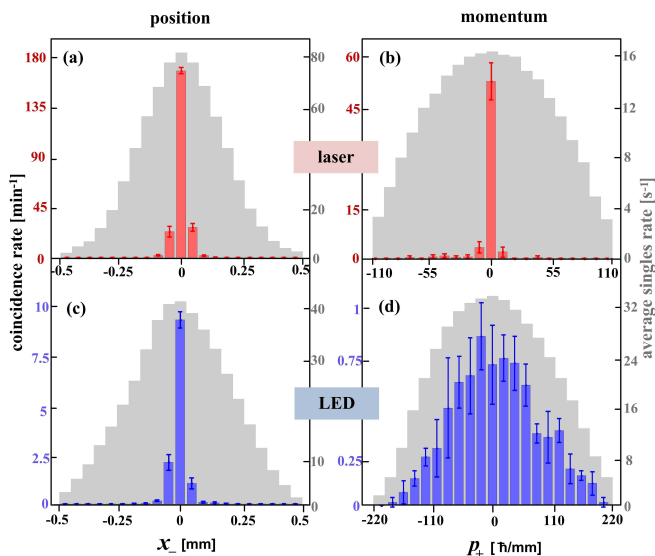 position momentum
(a) (b)
180 135 90 45 0
80 60 40 20 0
60 45 30 15 0
16 12 8 4 0
-0.5 -0.25 0 0.25 0.5
-110 -55 0 55 110
laser
coincidence rate [min⁻¹]
average singles rate [s⁻¹]
(c) (d)
10 7.5 5 2.5 0
40 30 10 0
1 0.75 0.25 0
32 24 16 8 0
LED
-0.5 -0.25 0 0.25 0.5
-220 -110 0 110 220
x_ [mm]
p₊ [ħ/mm]